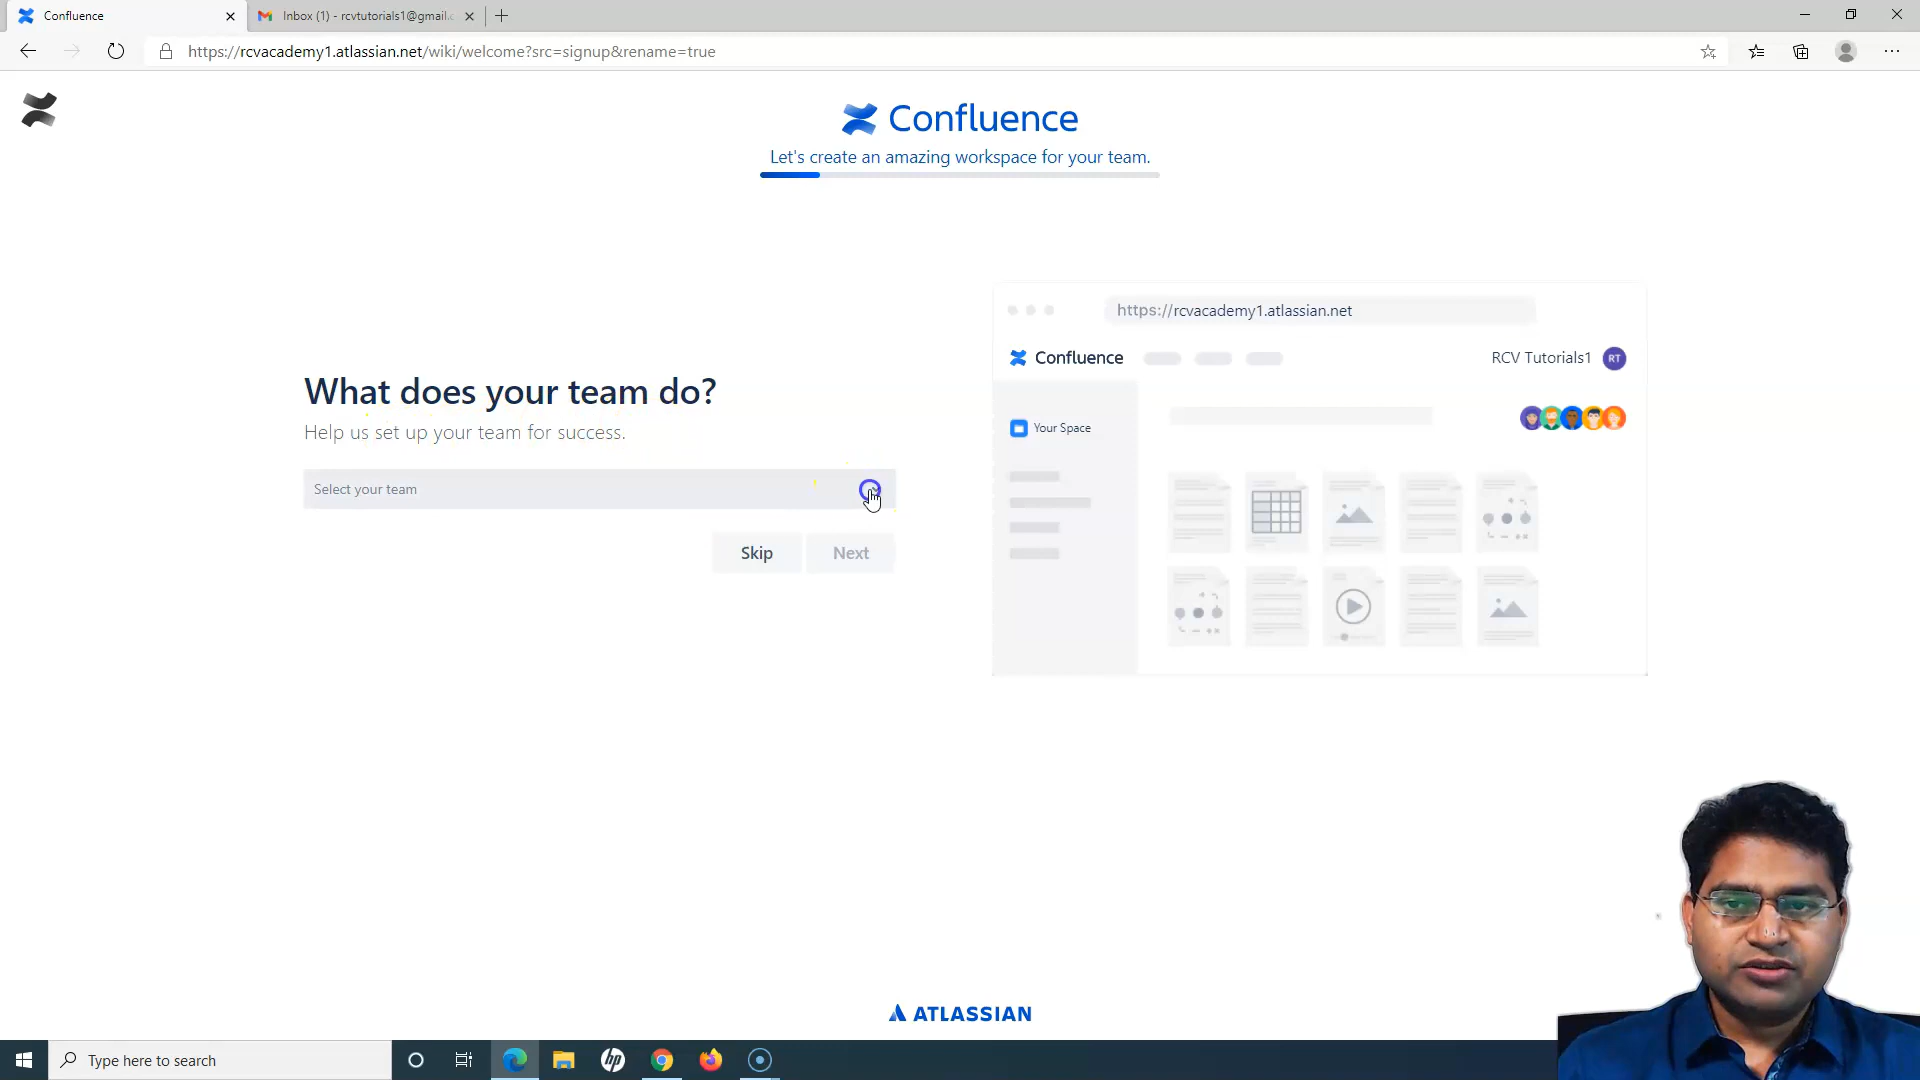 Confluence
Inbox (1) - rcvtutorials1@gmail.c
https://rcvacademy1.atlassian.net/wiki/welcome?src=signup&rename=true
Confluence
Let's create an amazing workspace for your team.
What does your team do?
Help us set up your team for success.
Select your team
Skip
Next
https://rcvacademy1.atlassian.net
Confluence
RCV Tutorials1
RT
Your Space
ATLASSIAN
Type here to search
hp